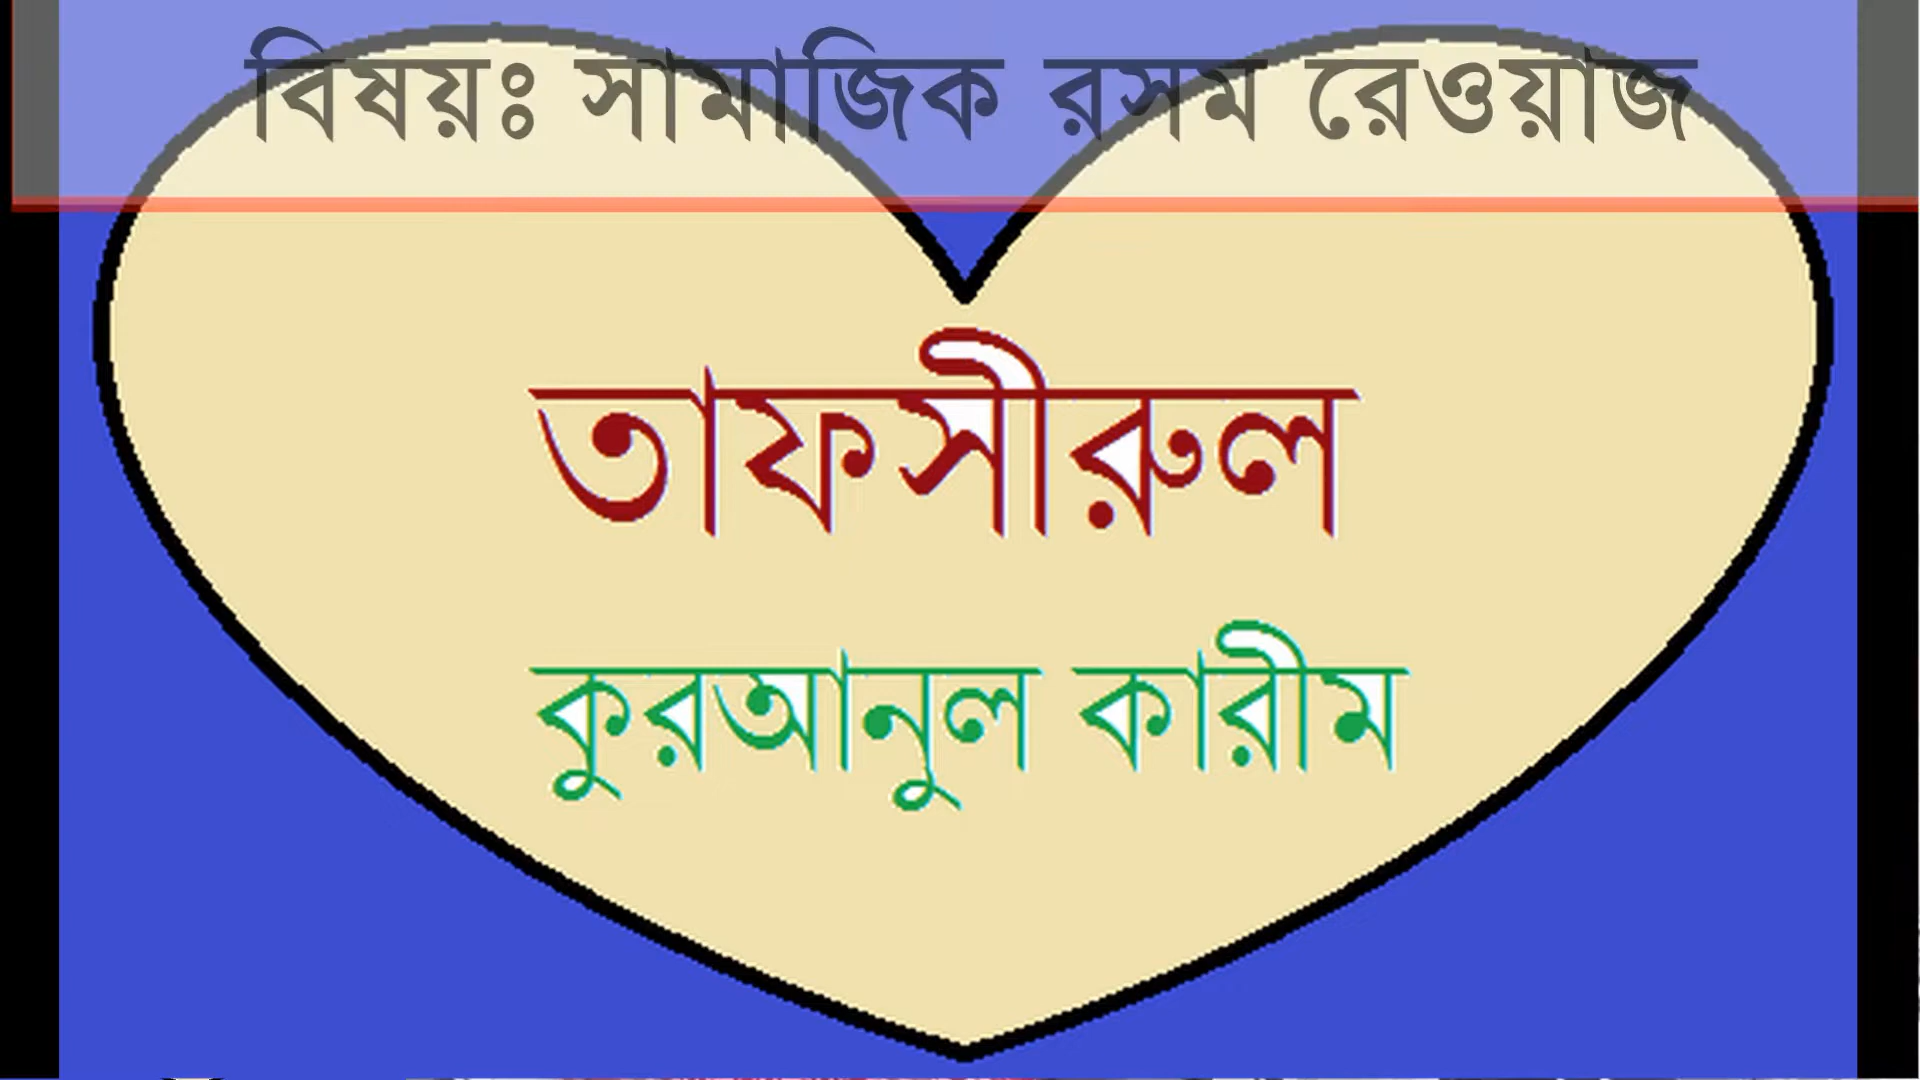 বিষয়ঃ সামাজিক রসম রেওয়াজ
তাফসীরুল
কুরআনুল কারীম